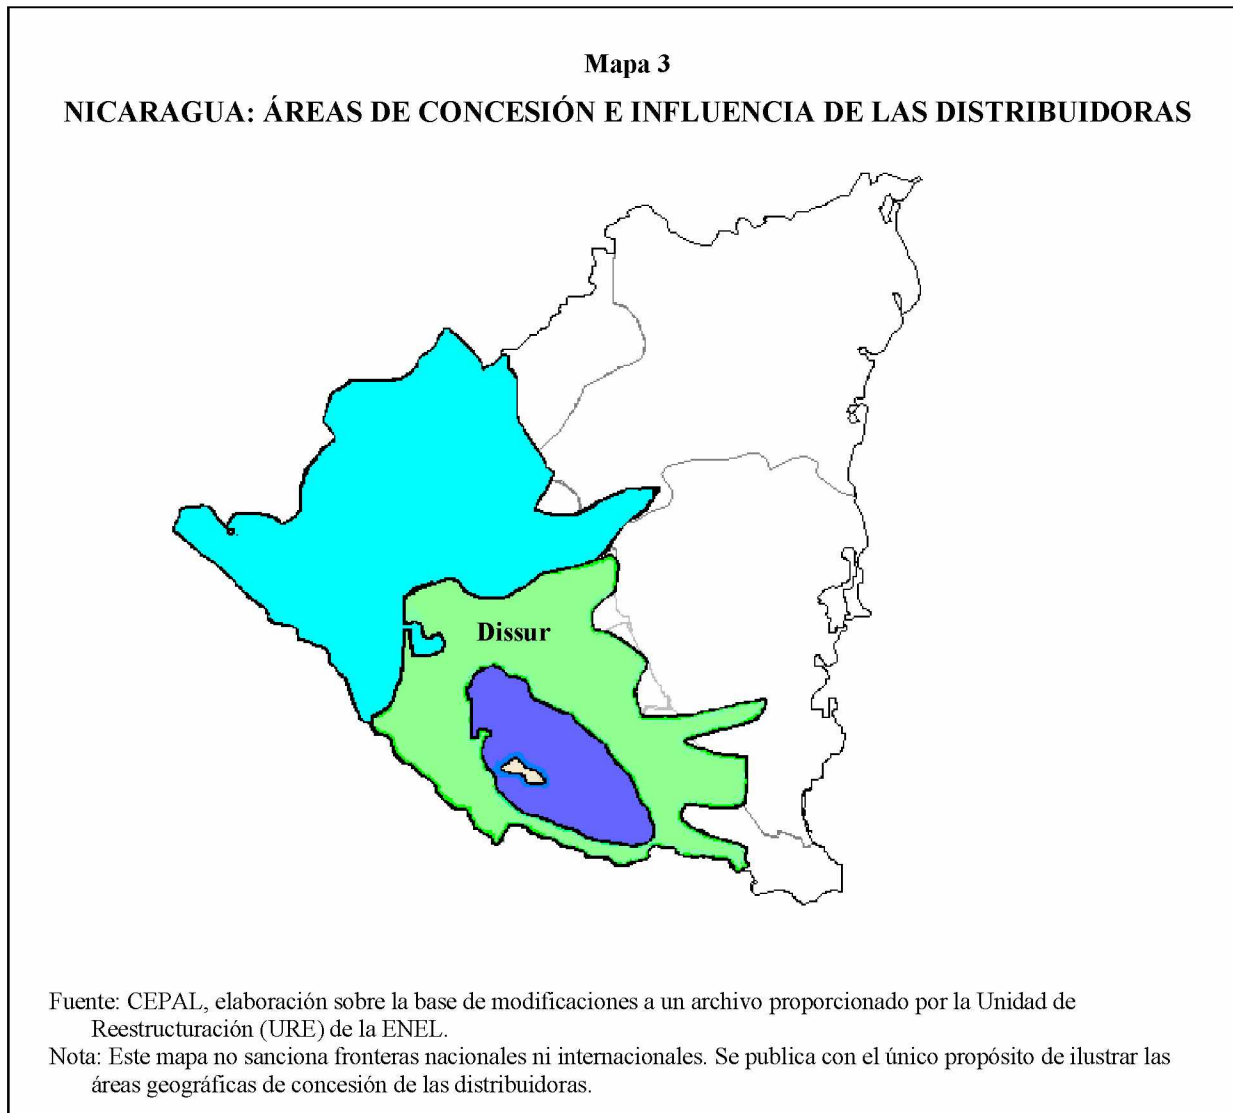 Mapa 3
NICARAGUA: ÁREAS DE CONCESIÓN E INFLUENCIA DE LAS DISTRIBUIDORAS
Dissur
Fuente: CEPAL, elaboración sobre la base de modificaciones a un archivo proporcionado por la Unidad de
Reestructuración (URE) de la ENEL.
Nota: Este mapa no sanciona fronteras nacionales ni internacionales. Se publica con el único propósito de ilustrar las
áreas geográficas de concesión de las distribuidoras.